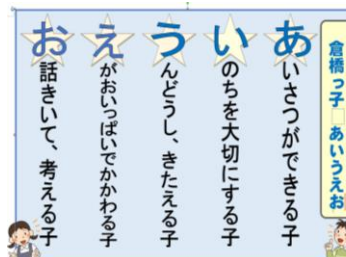 倉橋っ子 あいうえお
あいさつができる子
いのちを大切にする子
うんどうし、きたえる子
えがおいっぱいでかかわる子
お話きいて、考える子